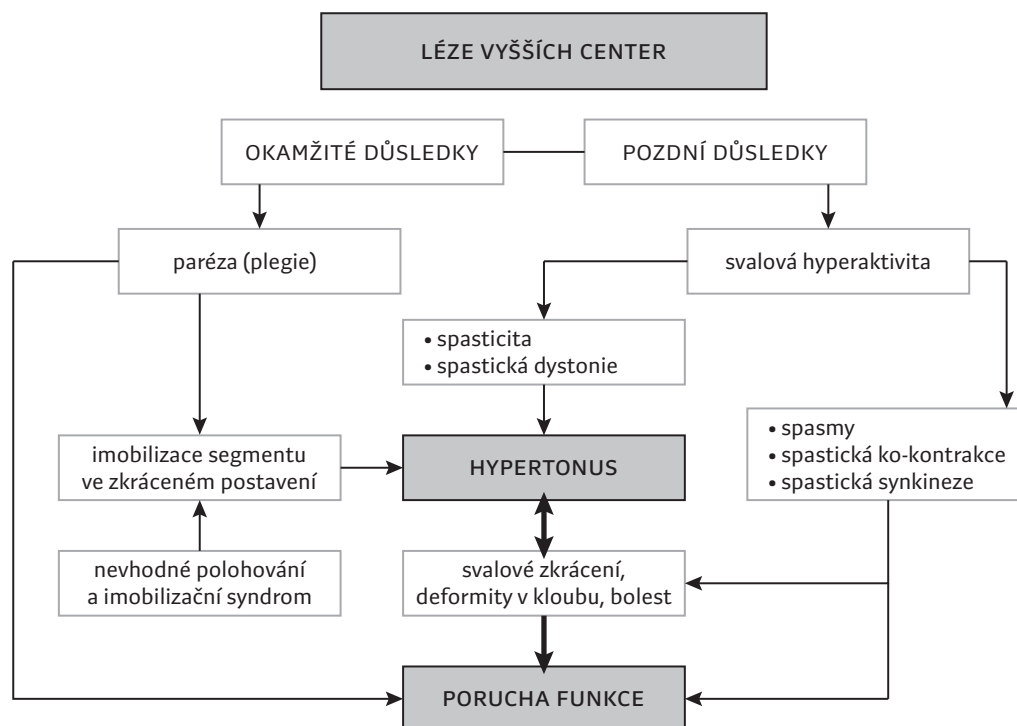 LÉZE VYŠŠÍCH CENTER
OKAMŽITÉ DŮSLEDKY
POZDNÍ DŮSLEDKY
paréza (plegie)
svalová hyperaktivita
• spasticita
• spastická dystonie
imobilizace segmentu
ve zkráceném postavení
HYPERTONUS
• spasmy
• spastická ko-kontrakce
• spastická synkineze
nevhodné polohování
a imobilizační syndrom
svalové zkrácení,
deformity v kloubu, bolest
PORUCHA FUNKCE